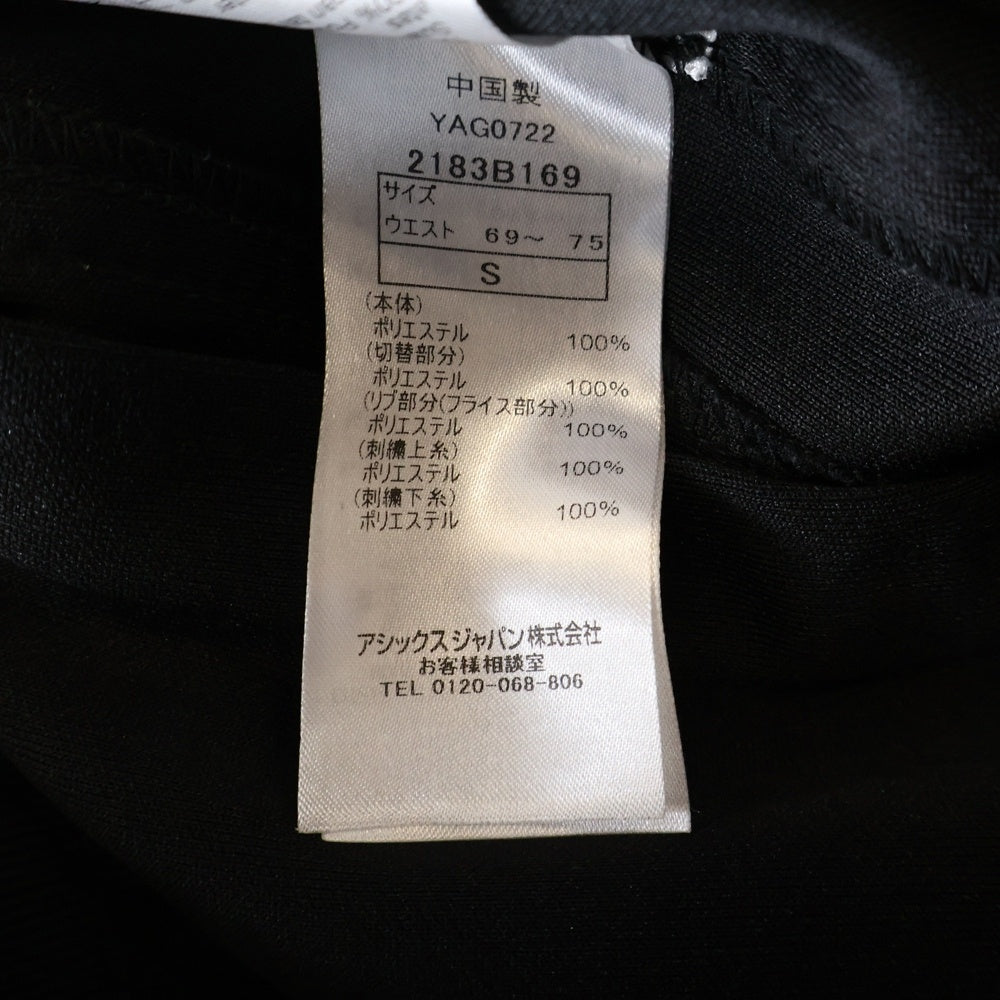 中国製
YAG0722
2183B169
サイズ
ウエスト 69～ 75
S
(本体)
ポリエステル 100%
(切替部分)
ポリエステル 100%
(リブ部分(フライス部分))
ポリエステル 100%
(刺繍上糸)
ポリエステル 100%
(刺繍下糸)
ポリエステル 100%
アシックスジャパン株式会社
お客様相談室
TEL 0120-068-806